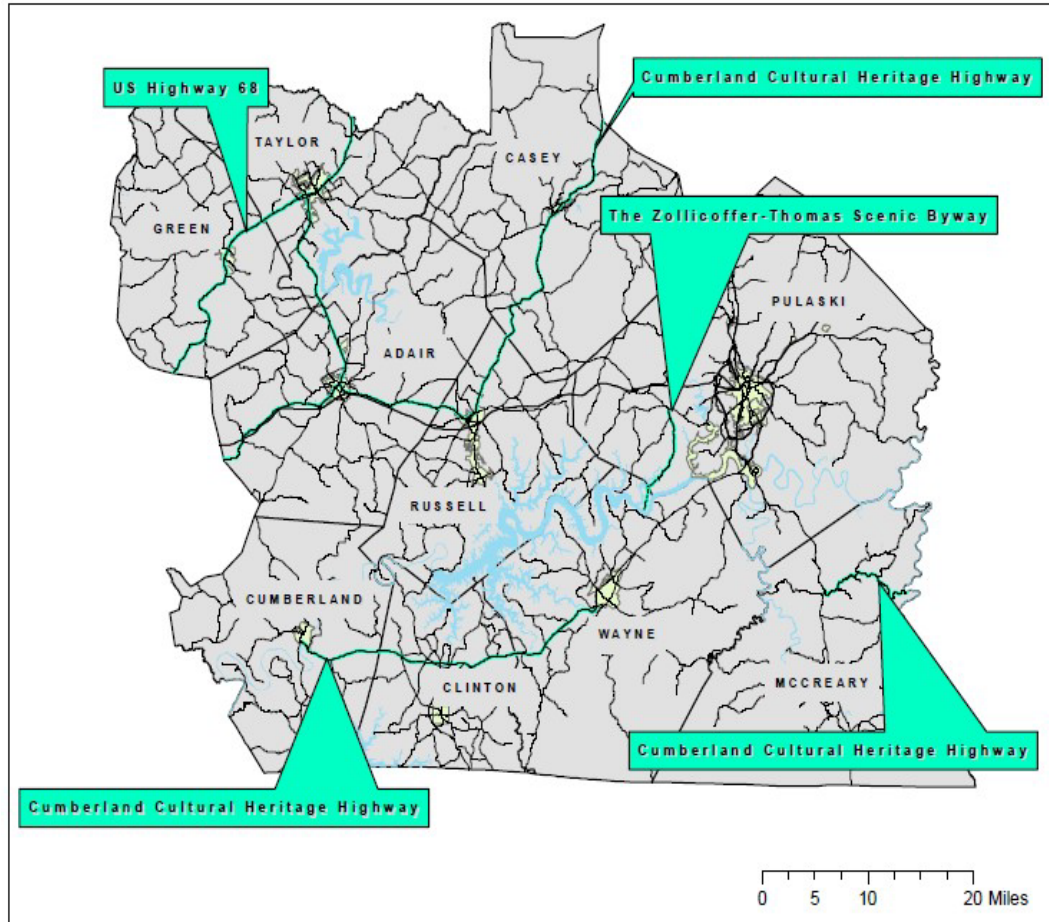 Cumberland Cultural Heritage Highway
US Highway 68
TAYLOR
CASEY
The Zollicoffer-Thomas Scenic Byway
GREEN
PULASKI
ADAIR
RUSSELL
CUMBERLAND
WAYNE
CLINTON
MCCREARY
Cumberland Cultural Heritage Highway
Cumberland Cultural Heritage Highway
0 5 10 20 Miles